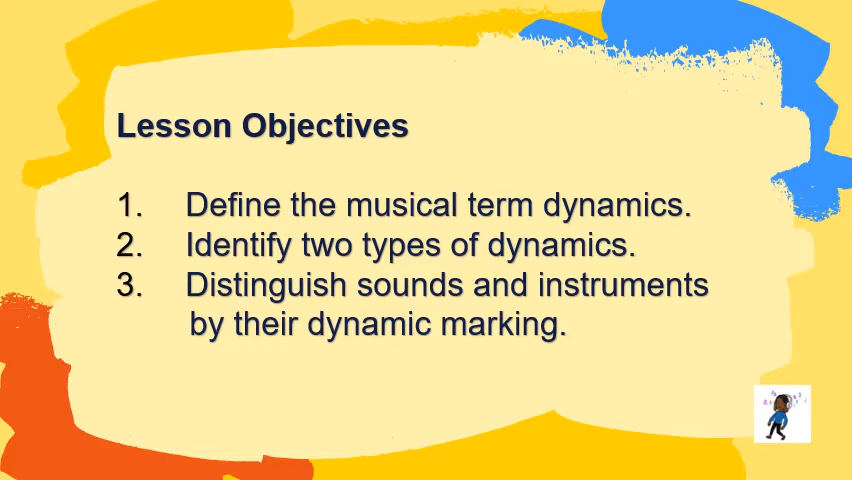 Lesson Objectives
1. Define the musical term dynamics.
2. Identify two types of dynamics.
3. Distinguish sounds and instruments
by their dynamic marking.